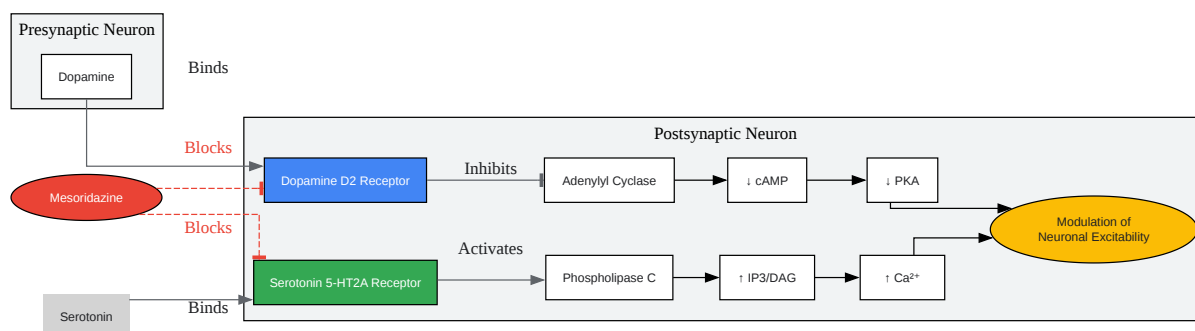 Presynaptic Neuron
Dopamine
Binds
Postsynaptic Neuron
Blocks
Dopamine D2 Receptor
Inhibits
Adenylyl Cyclase
↓ cAMP
↓ PKA
Mesoridazine
Blocks
Modulation of
Neuronal Excitability
Activates
Serotonin 5-HT2A Receptor
Phospholipase C
↑ IP3/DAG
↑ Ca²⁺
Binds
Serotonin